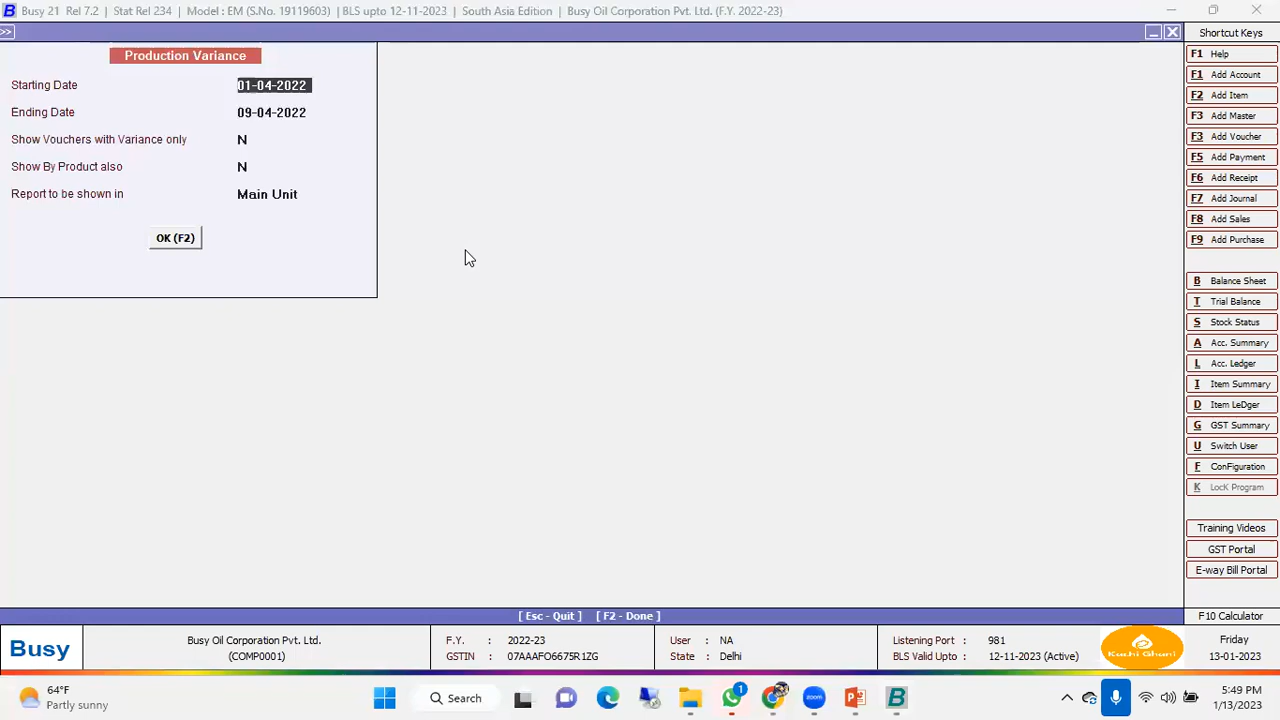 Busy 21 Rel 7.2 | Stat Rel 234 | Model : EM (S.No. 19119603) | BLS upto 12-11-2023 | South Asia Edition | Busy Oil Corporation Pvt. Ltd. (F.Y. 2022-23)
>>
Production Variance
Starting Date 01-04-2022
Ending Date 09-04-2022
Show Vouchers with Variance only N
Show By Product also N
Report to be shown in Main Unit
OK (F2)
Shortcut Keys
F1 Help
F1 Add Account
F2 Add Item
F3 Add Master
F3 Add Voucher
F5 Add Payment
F6 Add Receipt
F7 Add Journal
F8 Add Sales
F9 Add Purchase
B Balance Sheet
T Trial Balance
S Stock Status
A Acc. Summary
L Acc. Ledger
I Item Summary
D Item LeDger
G GST Summary
U Switch User
F ConFiguration
K LocK Program
Training Videos
GST Portal
E-way Bill Portal
[ Esc - Quit ] [ F2 - Done ]
F10 Calculator
Busy
Busy Oil Corporation Pvt. Ltd.
(COMP0001)
F.Y. : 2022-23
GSTIN : 07AAAFO6675R1ZG
User : NA
State : Delhi
Listening Port : 981
BLS Valid Upto : 12-11-2023 (Active)
Kachi Ghani
Friday
13-01-2023
64°F
Partly sunny
Search
1
5:49 PM
1/13/2023